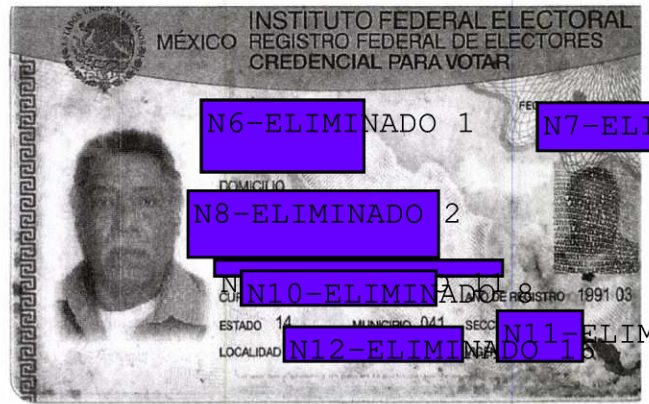 INSTITUTO FEDERAL ELECTORAL
MÉXICO REGISTRO FEDERAL DE ELECTORES
CREDENCIAL PARA VOTAR
N6-ELIMINADO 1
N7-ELI
DOMICILIO
N8-ELIMINADO 2
N10-ELIMINADO 8
AÑO DE REGISTRO 1991 03
ESTADO 14 MUNICIPIO 041 SECC
N11-ELIM
LOCALIDAD N12-ELIMINADO 15